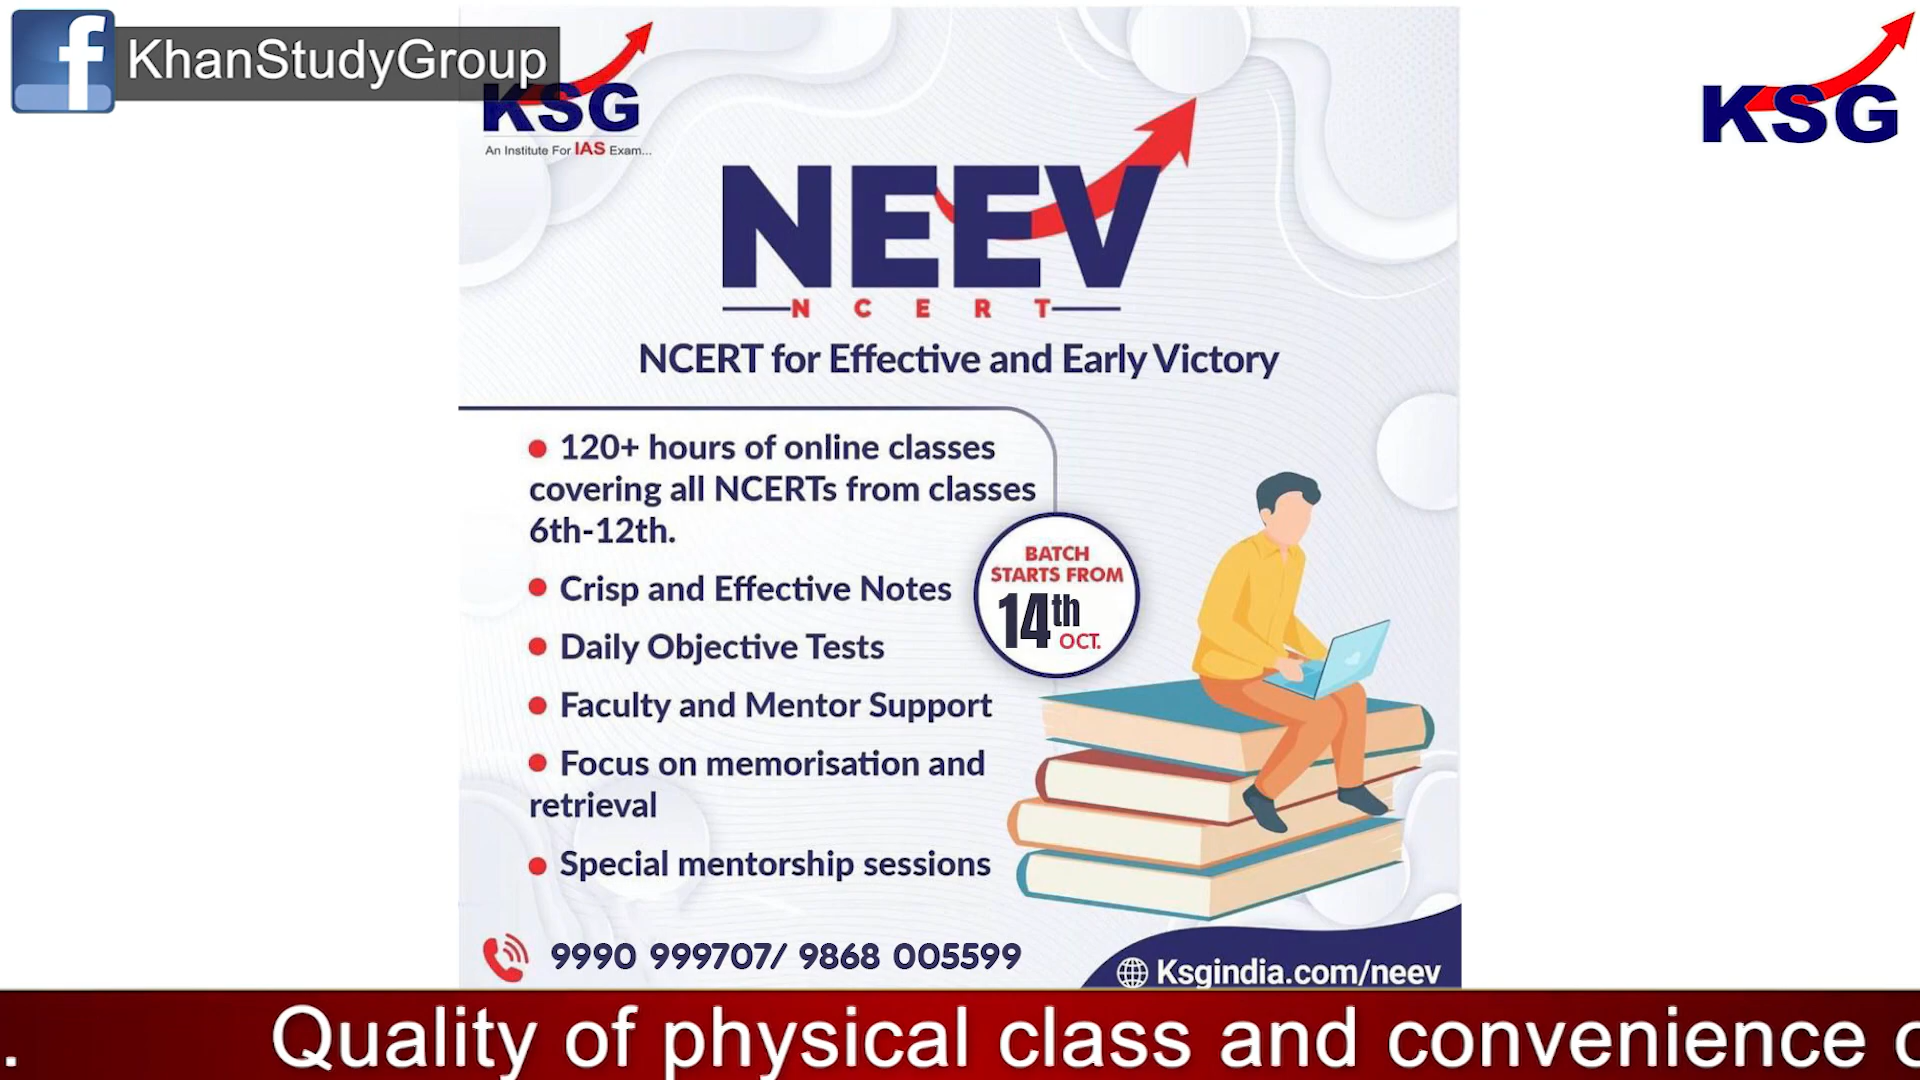 KhanStudyGroup
KSG
An Institute For IAS Exam...
KSG
NEEV
NCERT
NCERT for Effective and Early Victory
120+ hours of online classes
covering all NCERTs from classes
6th-12th.
Crisp and Effective Notes
Daily Objective Tests
Faculty and Mentor Support
Focus on memorisation and
retrieval
Special mentorship sessions
BATCH
STARTS FROM
14th
OCT.
9990 999707/ 9868 005599
Ksgindia.com/neev
. Quality of physical class and convenience